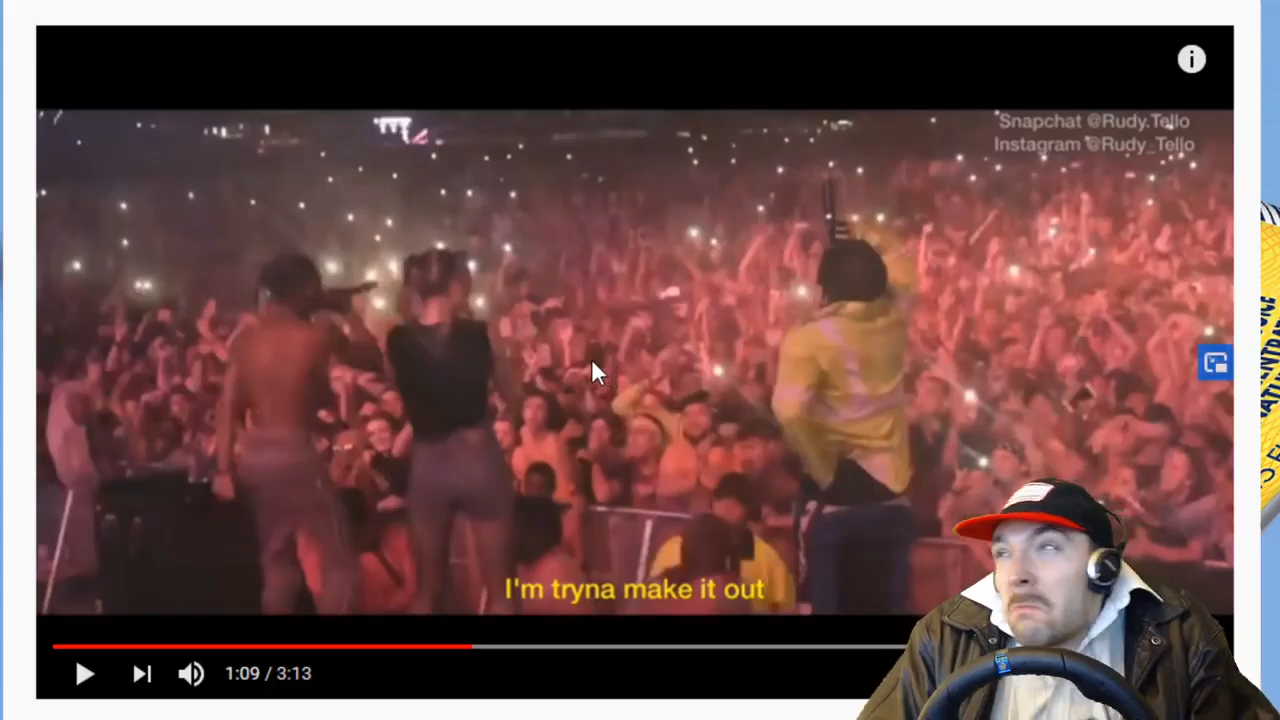 Snapchat @Rudy.Tello
Instagram @Rudy_Tello
I'm tryna make it out
1:09 / 3:13